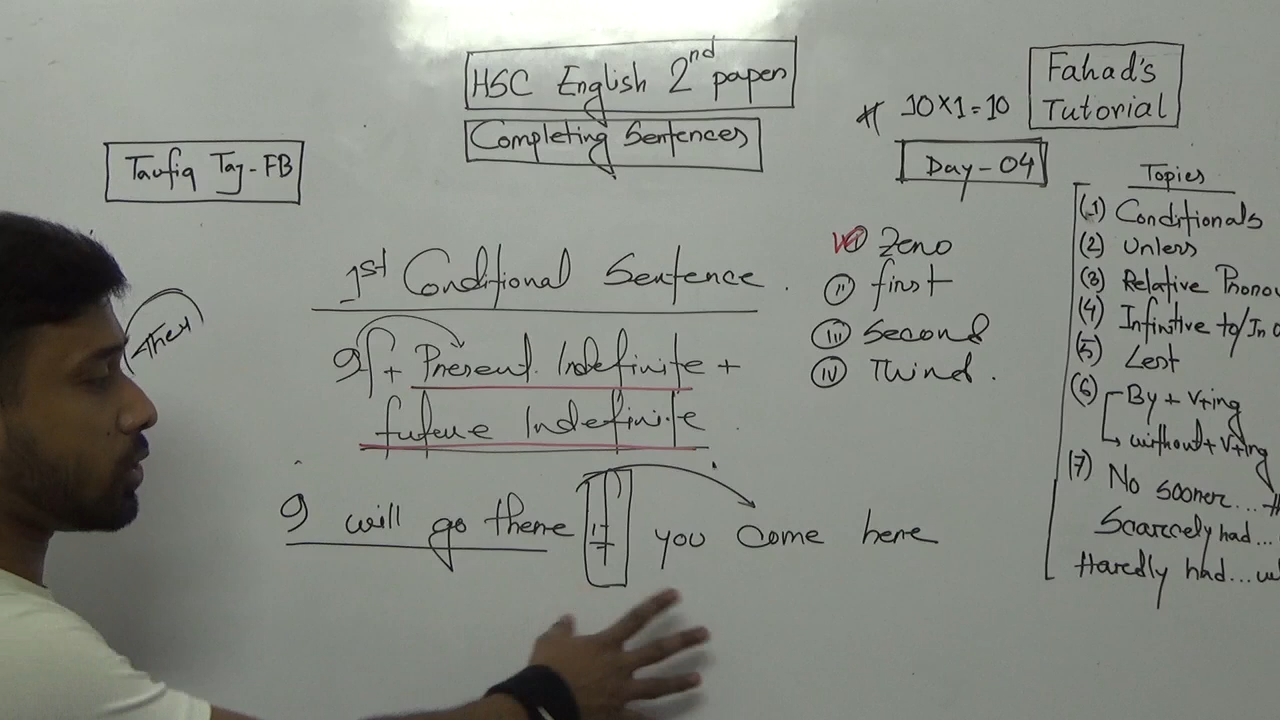 HSC English 2nd paper
Completing Sentences
Taufiq Taj-FB
# 10×1=10
Fahad's
Tutorial
Day-04
1st Conditional Sentence.
If + Present Indefinite +
future Indefinite
I will go there if you come here
They
(i) Zero
(ii) first
(iii) Second
(iv) Third.
Topics
(1) Conditionals
(2) Unless
(3) Relative Pronou
(4) Infinitive to/In
(5) Lest
(6) By + V+ing
without + V+ing
(7) No sooner...
Scarcely had...
Haredly had...